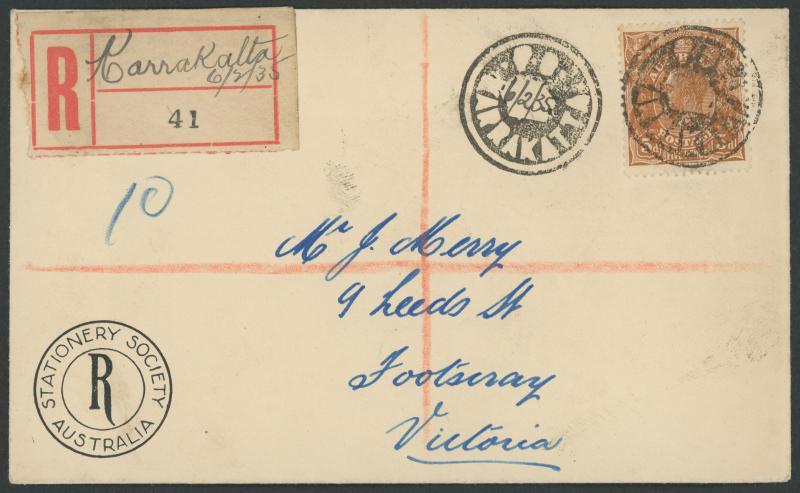 R
Karrakatta
6/2/35
41
KARRAKATTA
6/2/35
10
Mr J. Merry
9 Leeds St
Footscray
Victoria
STATIONERY SOCIETY
R
AUSTRALIA